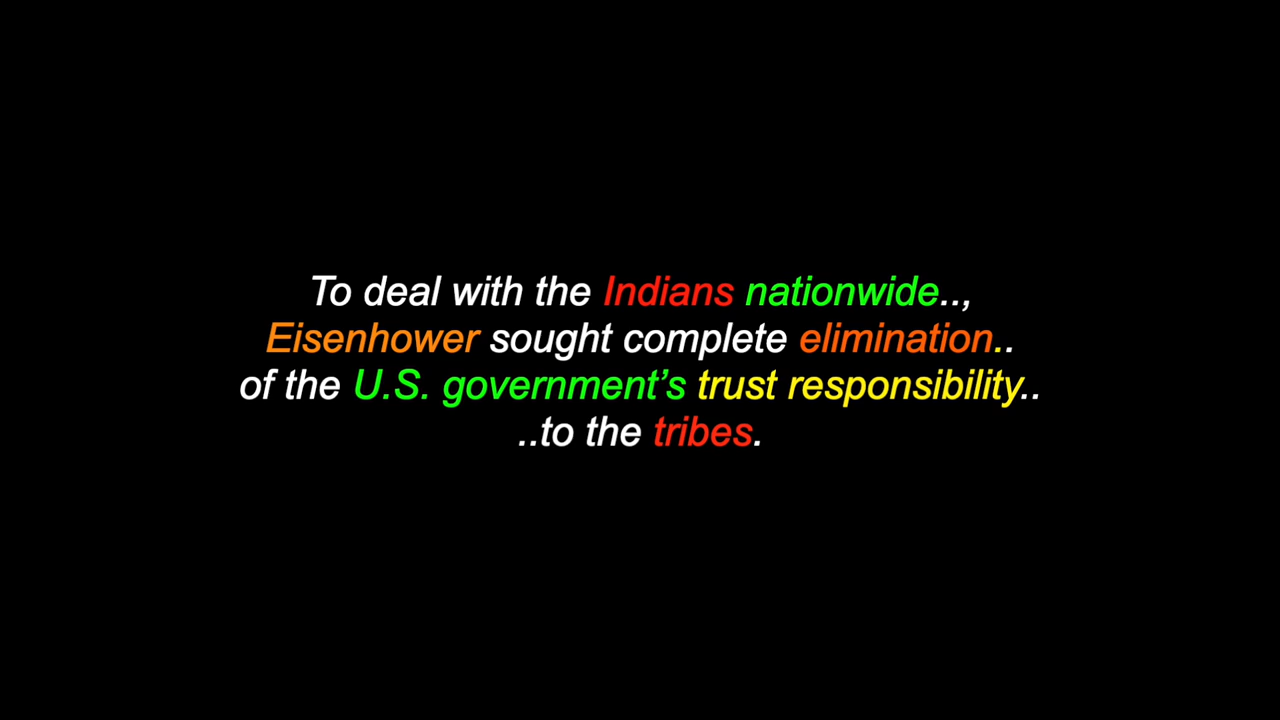 To deal with the Indians nationwide..,
Eisenhower sought complete elimination..
of the U.S. government’s trust responsibility..
..to the tribes.